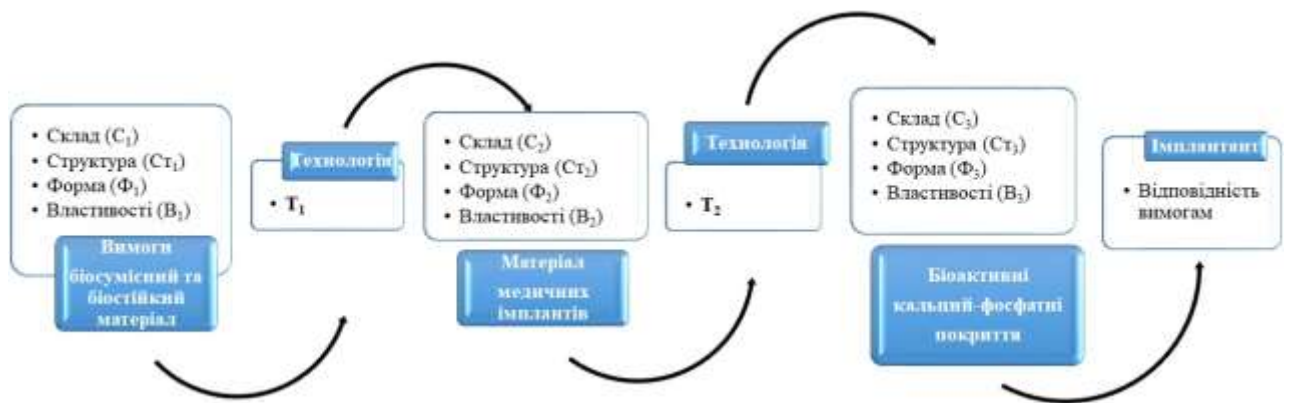 • Склад (С₁)
• Структура (Ст₁)
• Форма (Ф₁)
• Властивості (В₁)
Вимоги
біосумісний та
біостійкий
матеріал
Технологія
• Т₁
• Склад (С₂)
• Структура (Ст₂)
• Форма (Ф₂)
• Властивості (В₂)
Матеріал
медичних
імплантів
Технологія
• Т₂
• Склад (С₃)
• Структура (Ст₃)
• Форма (Ф₃)
• Властивості (В₃)
Біоактивні
кальций-фосфатні
покриття
Імплантант
• Відповідність
вимогам